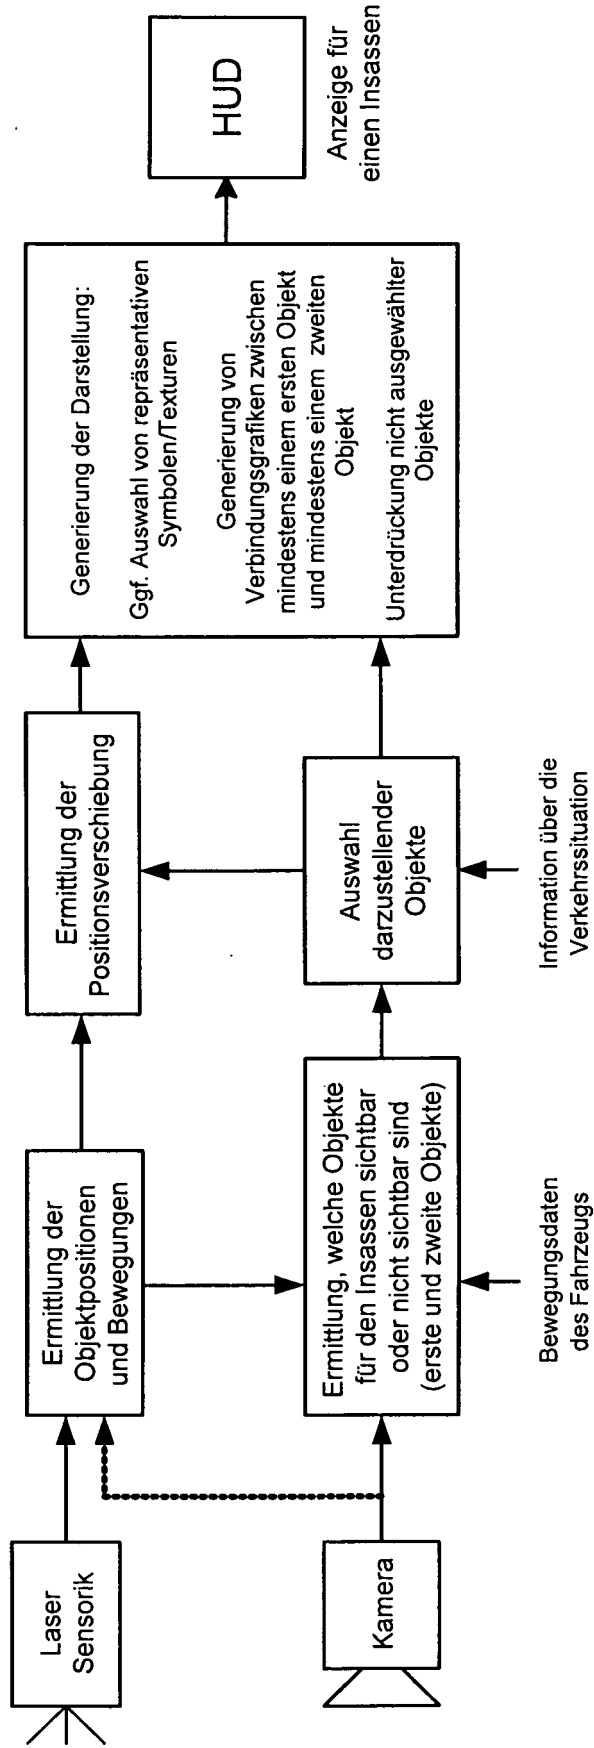 Laser
Sensorik
Kamera
Ermittlung der
Objektpositionen
und Bewegungen
Ermittlung, welche Objekte
für den Insassen sichtbar
oder nicht sichtbar sind
(erste und zweite Objekte)
Bewegungsdaten
des Fahrzeugs
Ermittlung der
Positionsverschiebung
Auswahl
darzustellender
Objekte
Information über die
Verkehrssituation
Generierung der Darstellung:
Ggf. Auswahl von repräsentativen
Symbolen/Texturen
Generierung von
Verbindungsgrafiken zwischen
mindestens einem ersten Objekt
und mindestens einem zweiten
Objekt
Unterdrückung nicht ausgewählter
Objekte
HUD
Anzeige für
einen Insassen